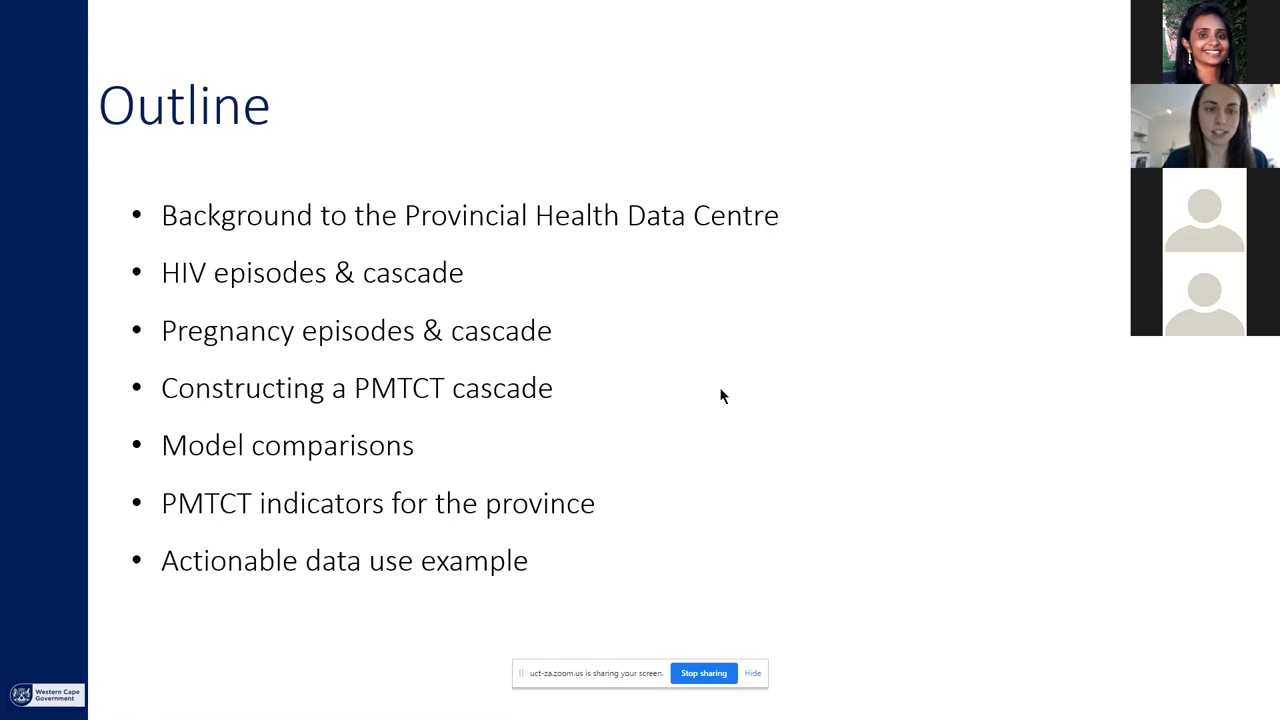 Outline
• Background to the Provincial Health Data Centre
• HIV episodes & cascade
• Pregnancy episodes & cascade
• Constructing a PMTCT cascade
• Model comparisons
• PMTCT indicators for the province
• Actionable data use example
uct-za.zoom.us is sharing your screen. Stop sharing Hide
Western Cape
Government